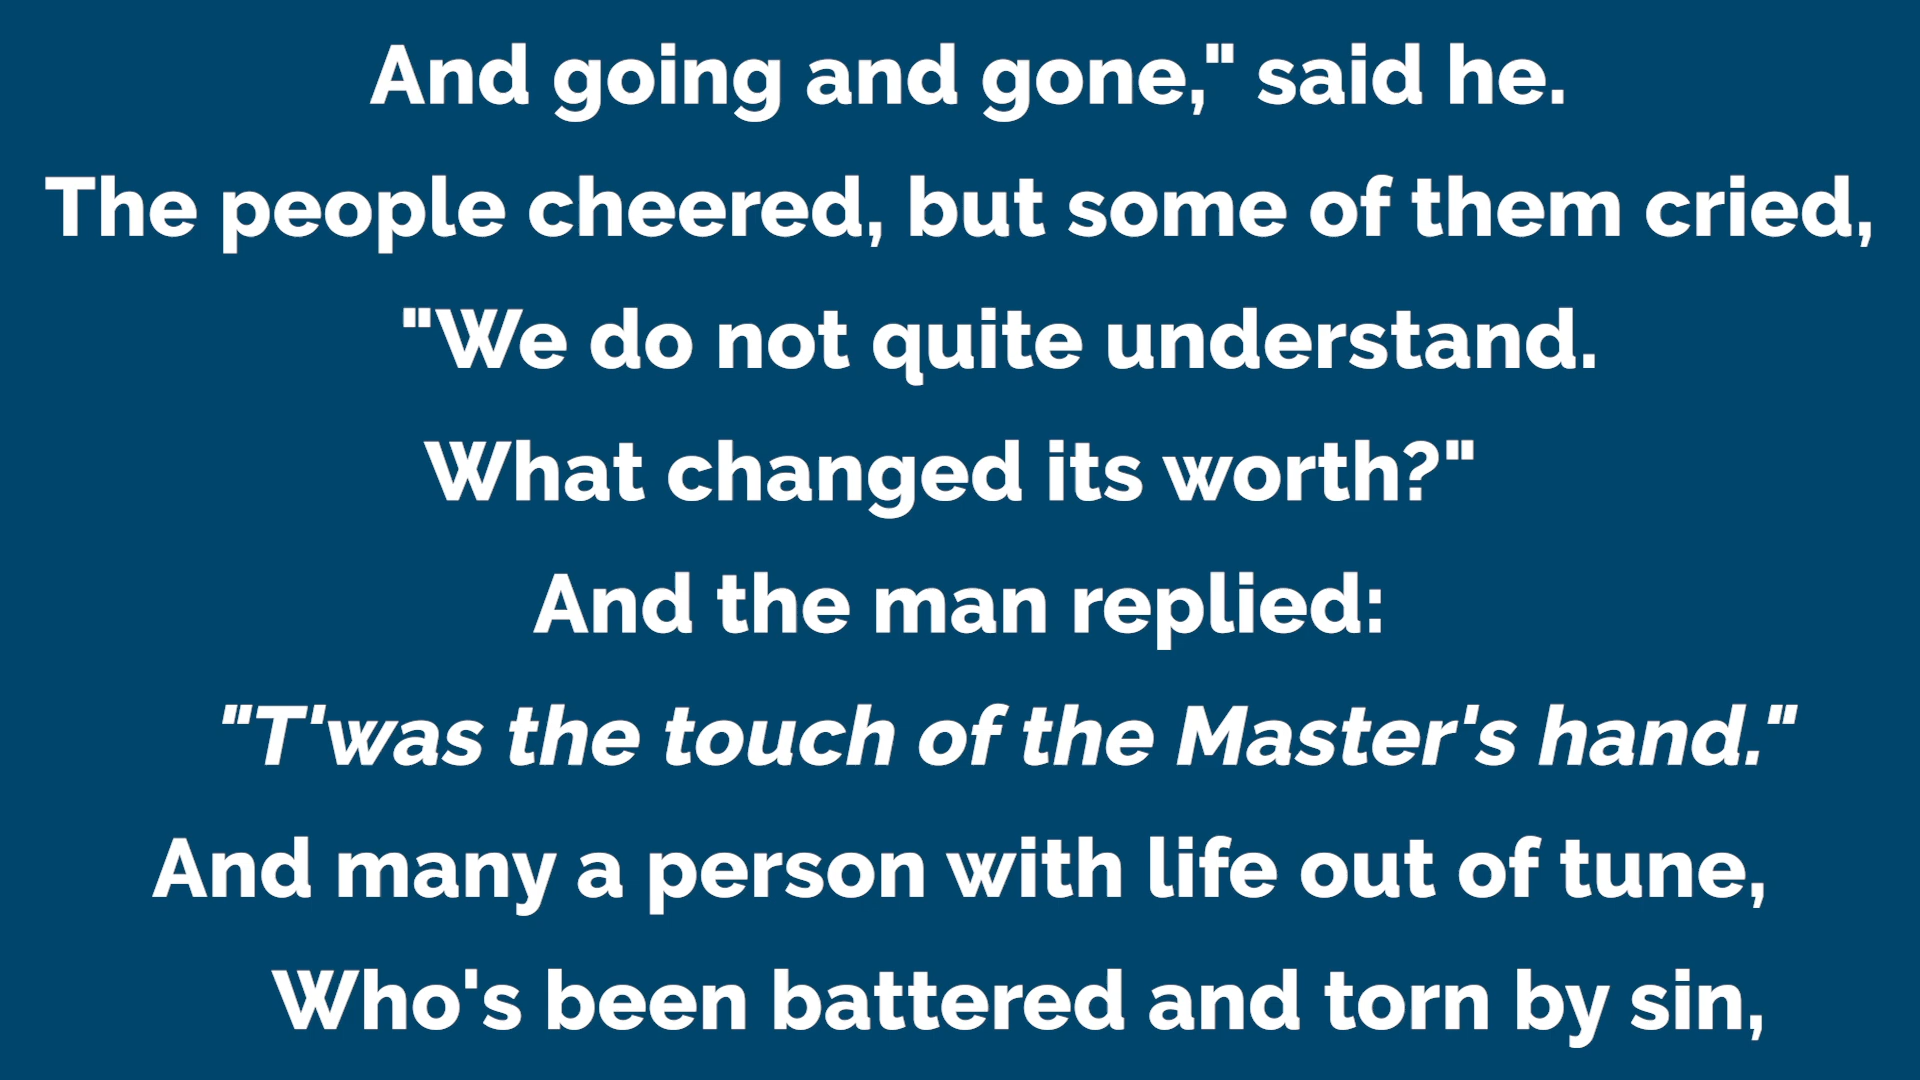 And going and gone," said he.
The people cheered, but some of them cried,
"We do not quite understand.
What changed its worth?"
And the man replied:
"T'was the touch of the Master's hand."
And many a person with life out of tune,
Who's been battered and torn by sin,